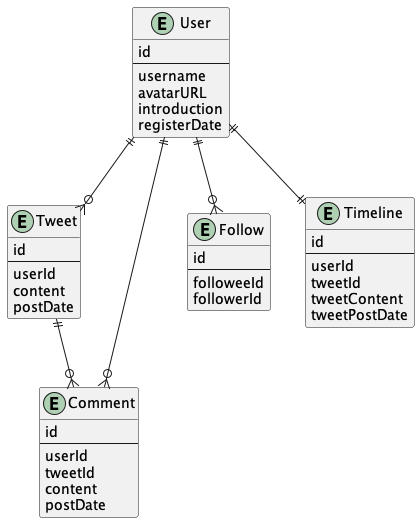 E User
id
username
avatarURL
introduction
registerDate
E Tweet
id
userId
content
postDate
E Follow
id
followeeId
followerId
E Timeline
id
userId
tweetId
tweetContent
tweetPostDate
E Comment
id
userId
tweetId
content
postDate